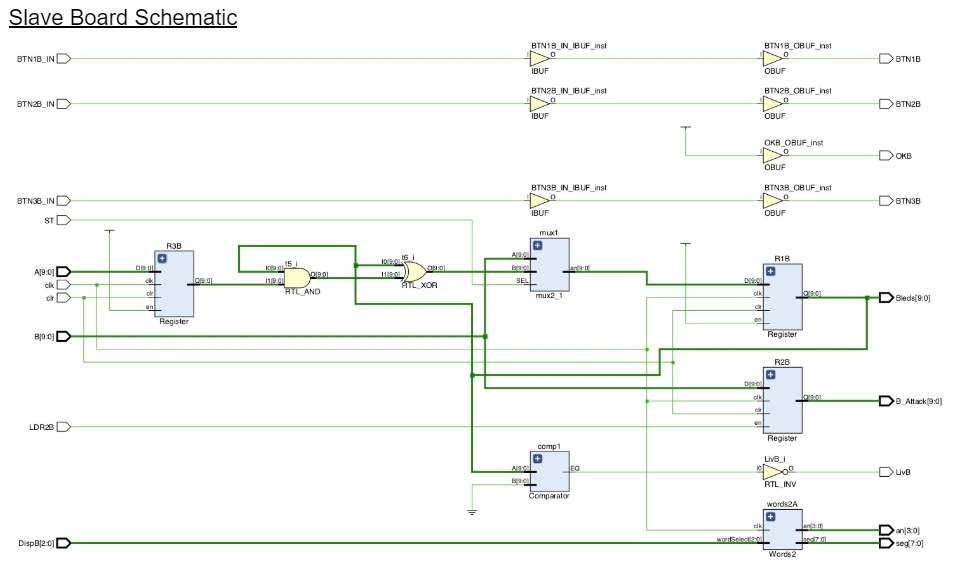 Slave Board Schematic
BTN1B_IN
BTN1B_IN_IBUF_inst
I
O
IBUF
BTN1B_OBUF_inst
I
O
OBUF
BTN1B
BTN2B_IN
BTN2B_IN_IBUF_inst
I
O
IBUF
BTN2B_OBUF_inst
I
O
OBUF
BTN2B
OKB_OBUF_inst
I
O
OBUF
OKB
BTN3B_IN
BTN3B_IN_IBUF_inst
I
O
IBUF
BTN3B_OBUF_inst
I
O
OBUF
BTN3B
ST
A[9:0]
clk
clr
R3B
D[9:0]
clk
clr
en
Q[9:0]
Register
t5_i
I0[9:0]
I1[9:0]
O[9:0]
RTL_AND
t6_i
I0[9:0]
I1[9:0]
O[9:0]
RTL_XOR
mux1
A[9:0]
B[9:0]
SEL
an[9:0]
mux2_1
R1B
D[9:0]
clk
clr
en
Q[9:0]
Register
Bleds[9:0]
B[9:0]
R2B
D[9:0]
clk
clr
en
Q[9:0]
Register
B_Attack[9:0]
LDR2B
comp1
A[9:0]
B[9:0]
EQ
Comparator
LivB_i
I0
O
RTL_INV
LivB
words2A
clk
wordSelect[2:0]
an[3:0]
seg[7:0]
Words2
an[3:0]
seg[7:0]
DispB[2:0]